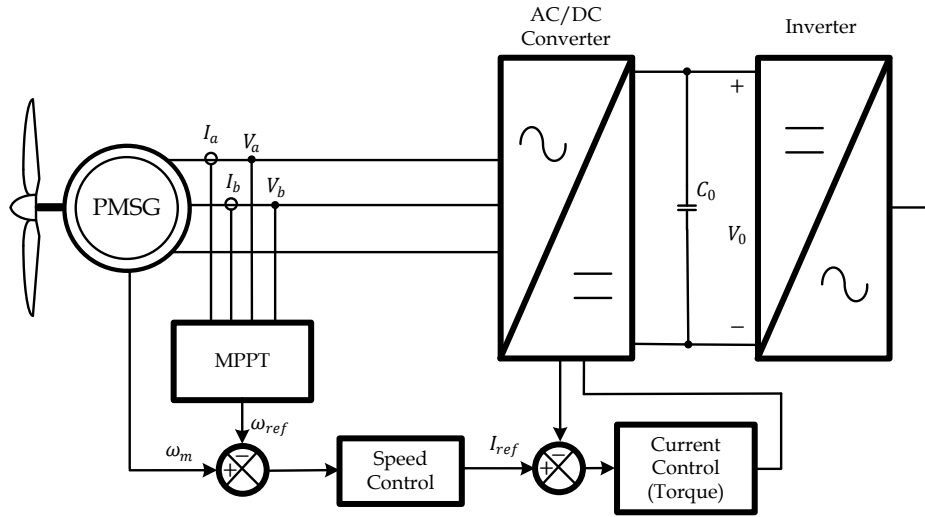 AC/DC
Converter
Inverter
+
I_a
V_a
I_b
V_b
PMSG
C_0
V_0
−
MPPT
ω_ref
ω_m
+
−
Speed
Control
I_ref
+
−
Current
Control
(Torque)